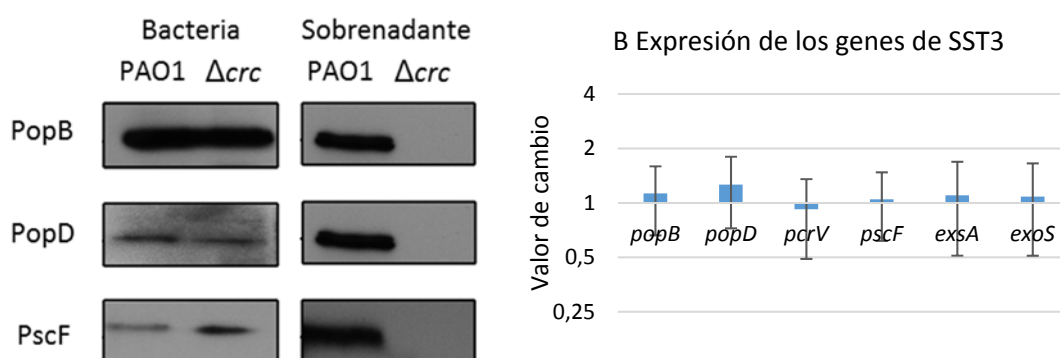 Bacteria Sobrenadante
PAO1 Δcrc PAO1 Δcrc
PopB
PopD
PscF
B Expresión de los genes de SST3
Valor de cambio
4
2
1
0,5
0,25
popB popD pcrV pscF exsA exoS